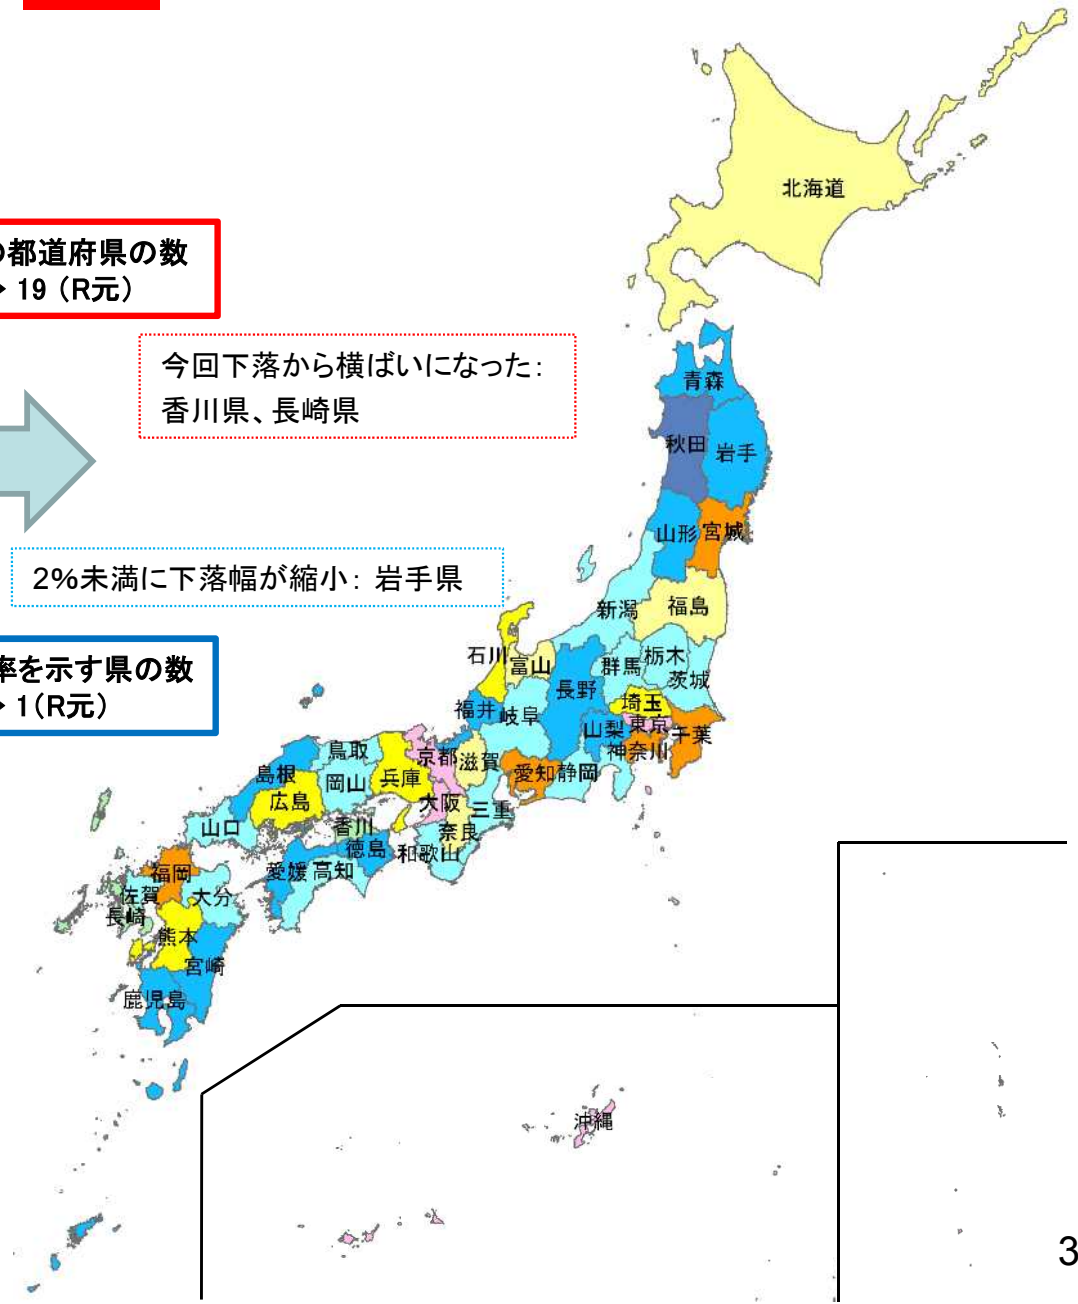 北海道
の都道府県の数
19 (R元)
今回下落から横ばいになった:
香川県、長崎県
青森
秋田
岩手
山形
宮城
2%未満に下落幅が縮小: 岩手県
新潟
福島
率を示す県の数
1(R元)
石川
富山
群馬
栃木
茨城
長野
埼玉
福井
岐阜
山梨
東京
千葉
神奈川
鳥取
京都
滋賀
島根
岡山
兵庫
愛知
静岡
広島
大阪
三重
山口
香川
奈良
徳島
和歌山
福岡
愛媛
高知
佐賀
大分
長崎
熊本
宮崎
鹿児島
沖縄
3